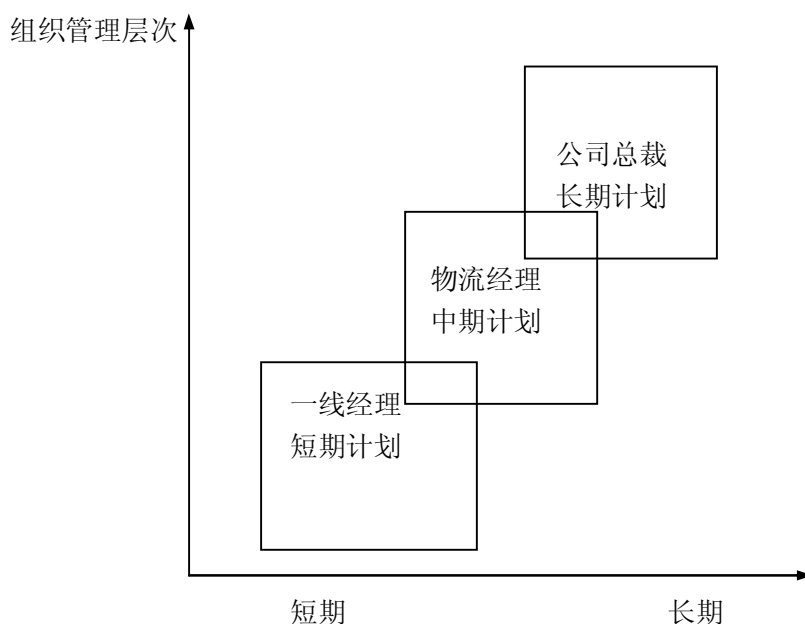 组织管理层次
公司总裁
长期计划
物流经理
中期计划
一线经理
短期计划
短期
长期